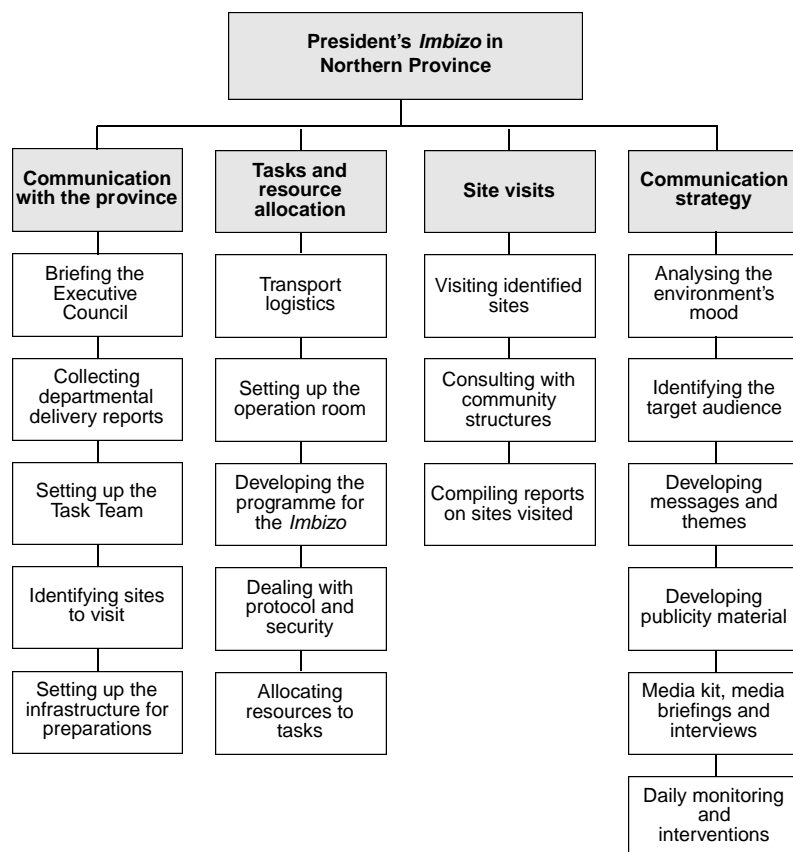 President’s Imbizo in
Northern Province
Communication
with the province
Briefing the
Executive
Council
Collecting
departmental
delivery reports
Setting up the
Task Team
Identifying sites
to visit
Setting up the
infrastructure for
preparations
Tasks and
resource
allocation
Transport
logistics
Setting up the
operation room
Developing the
programme for
the Imbizo
Dealing with
protocol and
security
Allocating
resources to
tasks
Site visits
Visiting identified
sites
Consulting with
community
structures
Compiling reports
on sites visited
Communication
strategy
Analysing the
environment’s
mood
Identifying the
target audience
Developing
messages and
themes
Developing
publicity material
Media kit, media
briefings and
interviews
Daily monitoring
and
interventions